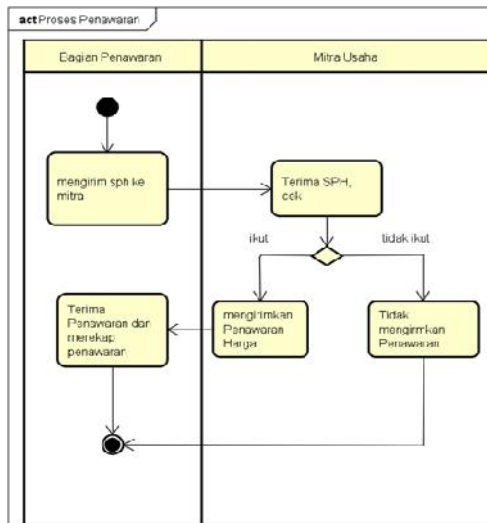 act Proses Penawaran
Bagian Penawaran
Mitra Usaha
mengirim sph ke
mitra
Terima SPH,
cek
ikut
tidak ikut
Terima
Penawaran dan
merekap
penawaran
mengirimkan
Penawaran
Harga
Tidak
mengirmkan
Penawaran